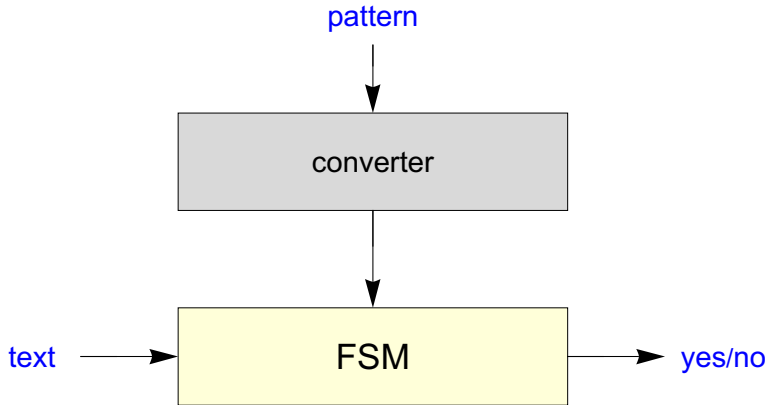 pattern
converter
text
FSM
yes/no